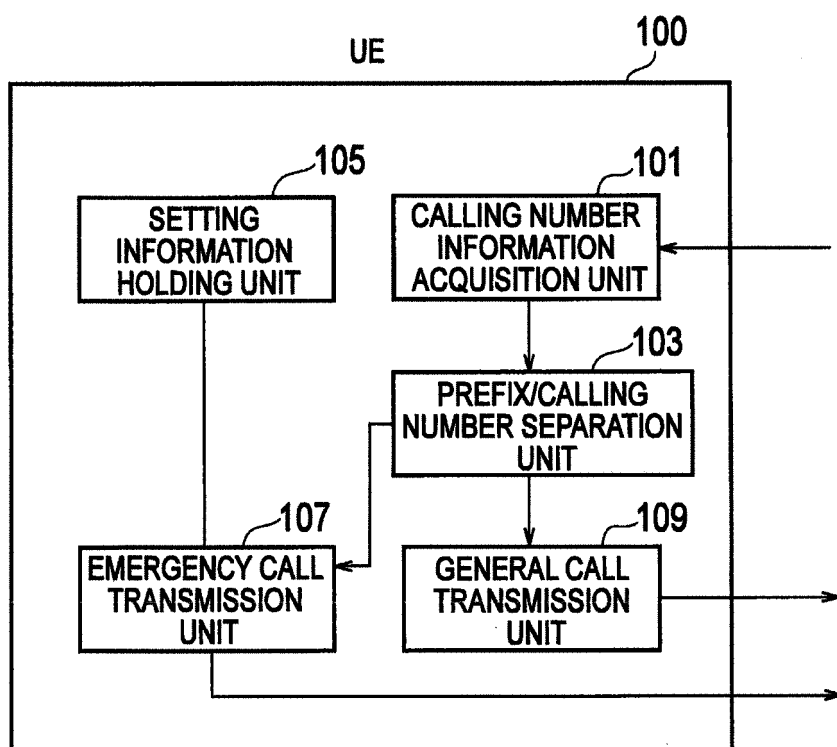 UE
100
105
101
SETTING
INFORMATION
HOLDING UNIT
CALLING NUMBER
INFORMATION
ACQUISITION UNIT
103
PREFIX/CALLING
NUMBER SEPARATION
UNIT
107
109
EMERGENCY CALL
TRANSMISSION
UNIT
GENERAL CALL
TRANSMISSION
UNIT